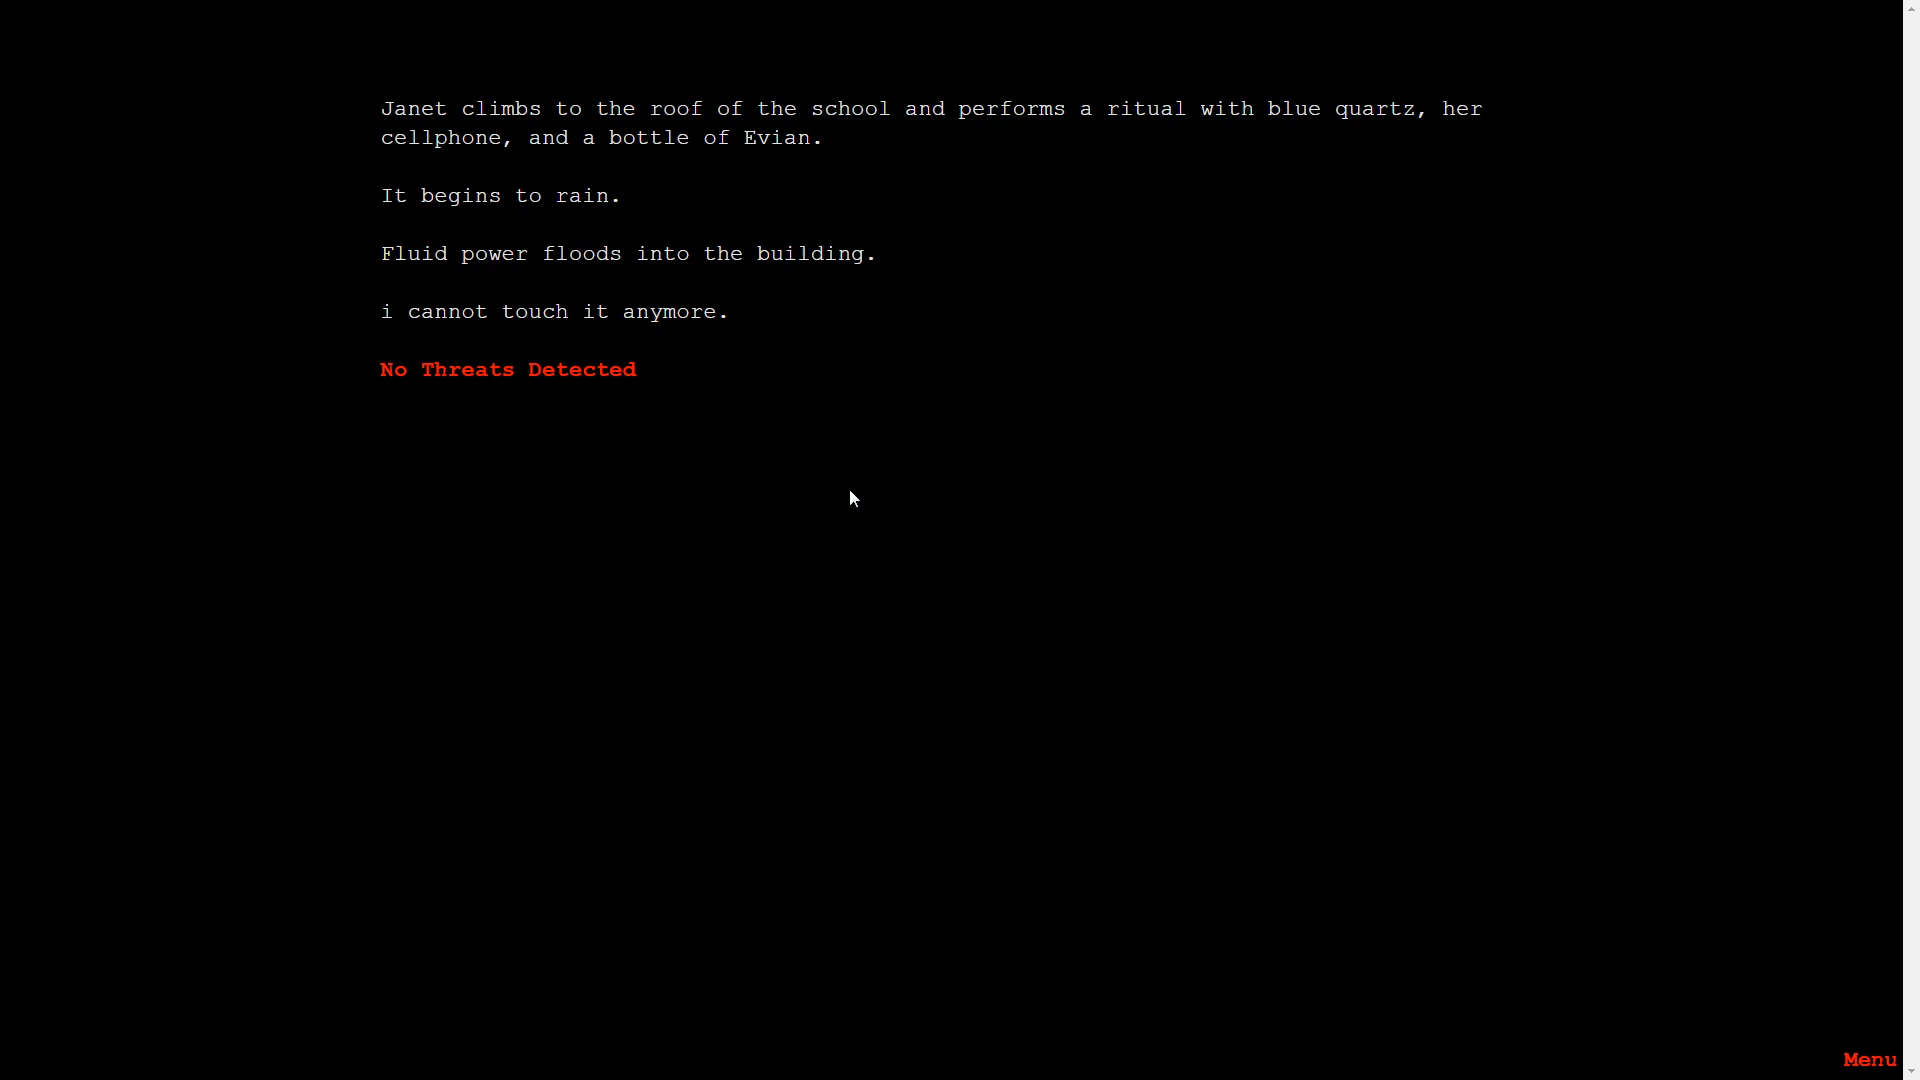 Janet climbs to the roof of the school and performs a ritual with blue quartz, her
cellphone, and a bottle of Evian.
It begins to rain.
Fluid power floods into the building.
i cannot touch it anymore.
No Threats Detected
Menu